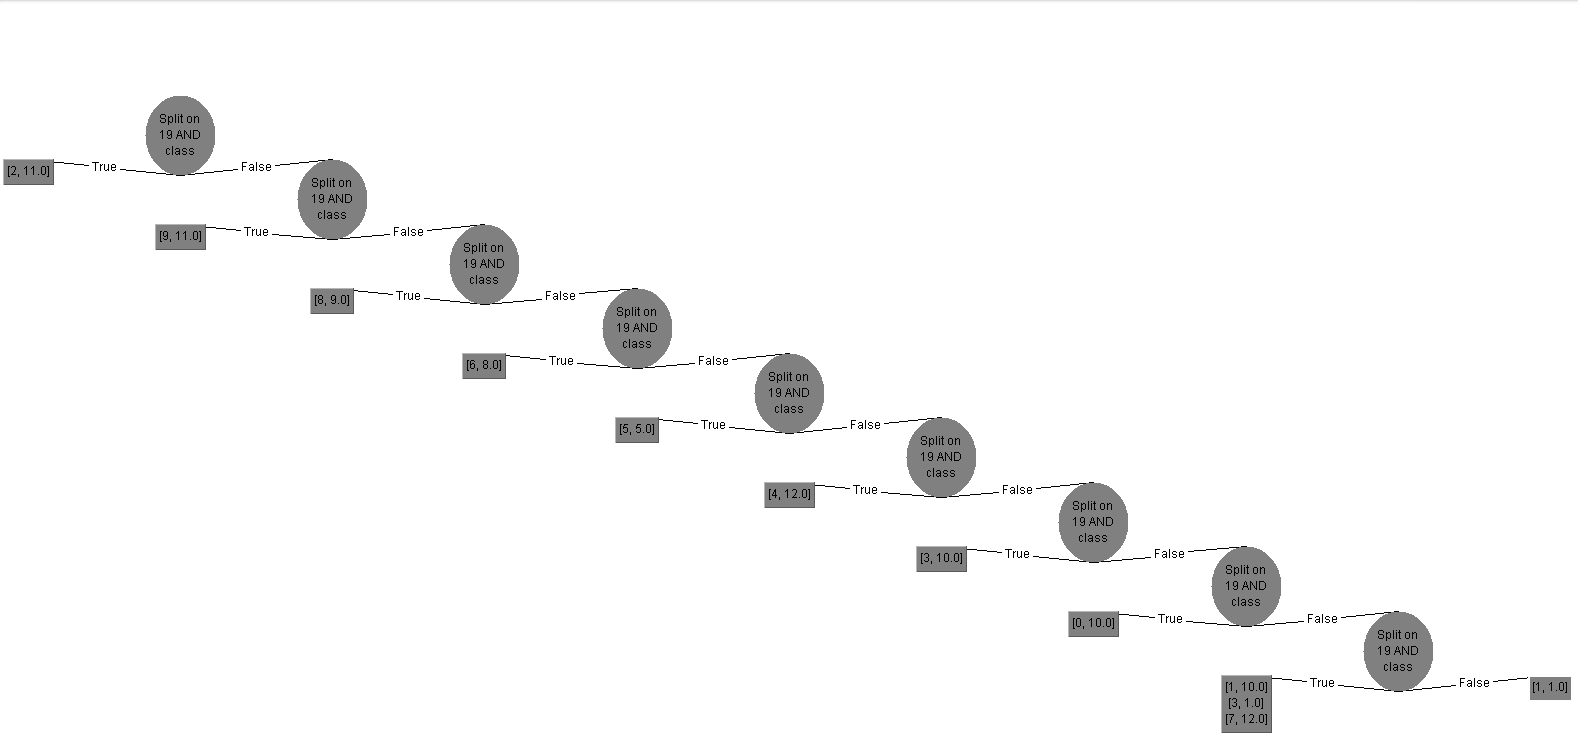 Split on
19 AND
class
[2, 11.0]
True
False
Split on
19 AND
class
[9, 11.0]
True
False
Split on
19 AND
class
[8, 9.0]
True
False
Split on
19 AND
class
[6, 8.0]
True
False
Split on
19 AND
class
[5, 5.0]
True
False
Split on
19 AND
class
[4, 12.0]
True
False
Split on
19 AND
class
[3, 10.0]
True
False
Split on
19 AND
class
[0, 10.0]
True
False
Split on
19 AND
class
[1, 10.0]
[3, 1.0]
[7, 12.0]
True
False
[1, 1.0]